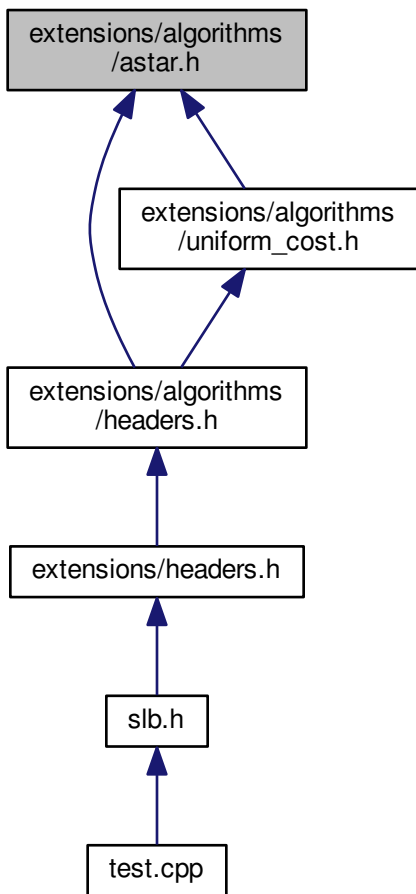 extensions/algorithms
/astar.h
extensions/algorithms
/uniform_cost.h
extensions/algorithms
/headers.h
extensions/headers.h
slb.h
test.cpp